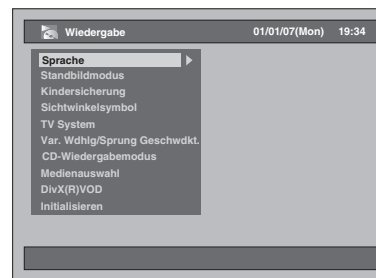 Wiedergabe 01/01/07(Mon) 19:34
Sprache
Standbildmodus
Kindersicherung
Sichtwinkelsymbol
TV System
Var. Wdhlg/Sprung Geschwdkt.
CD-Wiedergabemodus
Medienauswahl
DivX(R)VOD
Initialisieren